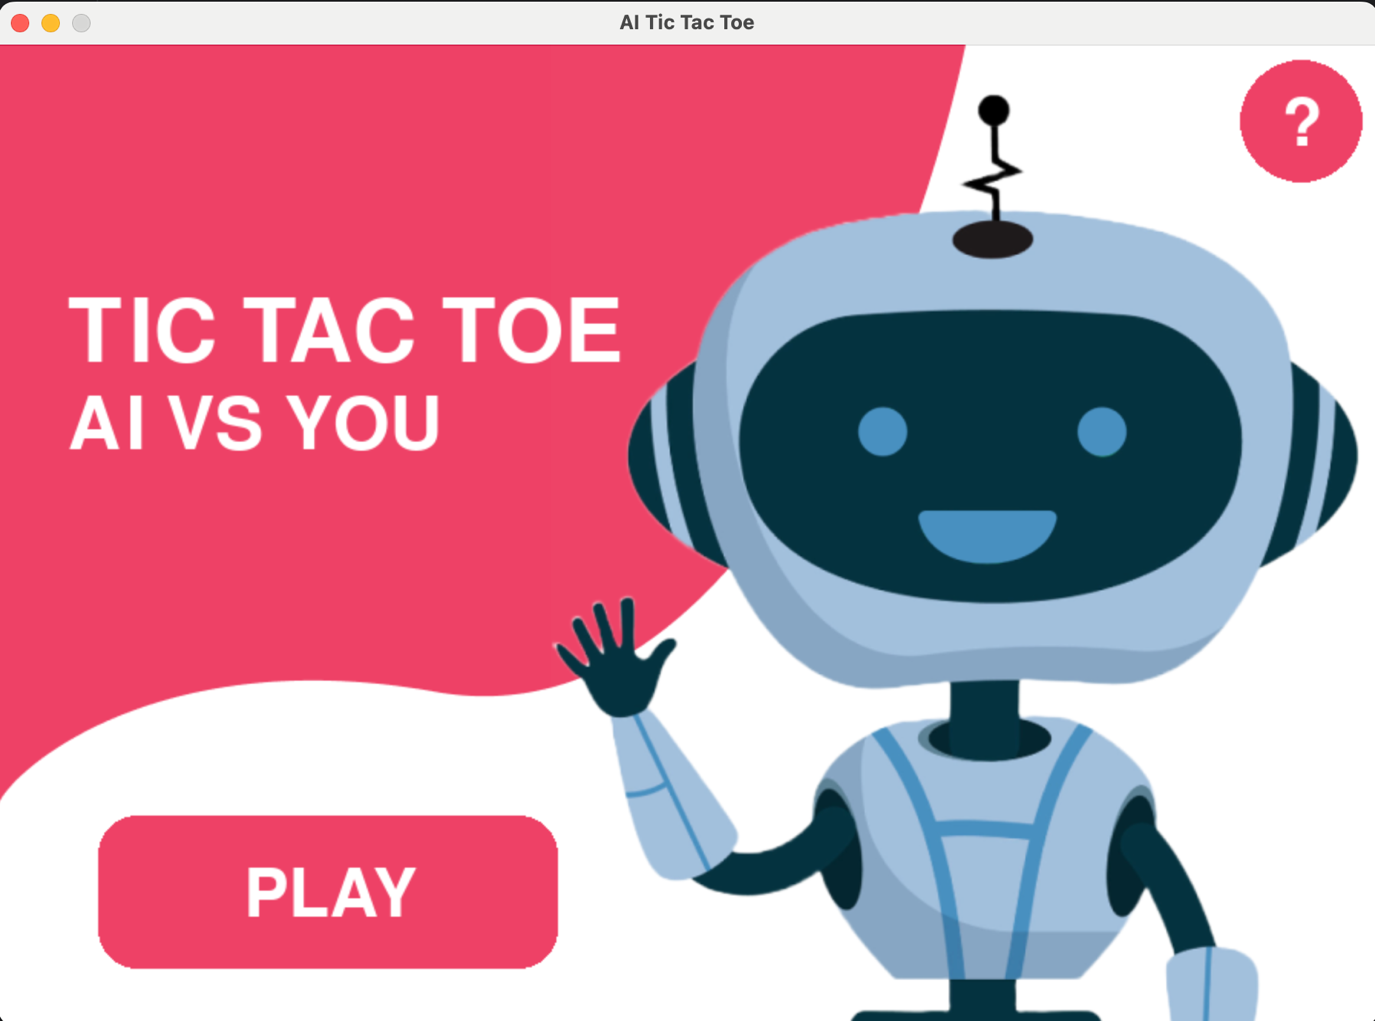 AI Tic Tac Toe
?
TIC TAC TOE
AI VS YOU
PLAY